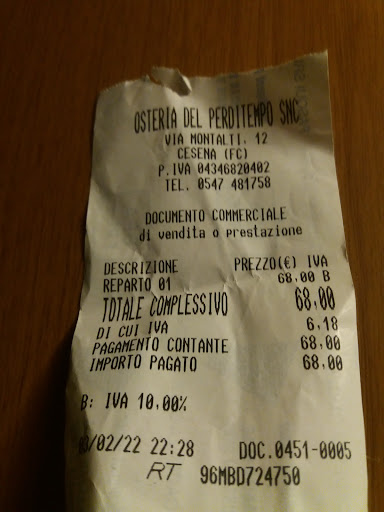 OSTERIA DEL PERDITEMPO SNC
VIA MONTALTI, 12
CESENA (FC)
P.IVA 04346820402
TEL. 0547 481758
DOCUMENTO COMMERCIALE
di vendita o prestazione
DESCRIZIONE PREZZO(€) IVA
REPARTO 01 68,00 B
TOTALE COMPLESSIVO 68,00
DI CUI IVA 6,18
PAGAMENTO CONTANTE 68,00
IMPORTO PAGATO 68,00
B: IVA 10,00%
/02/22 22:28 DOC.0451-0005
RT 96MBD724750